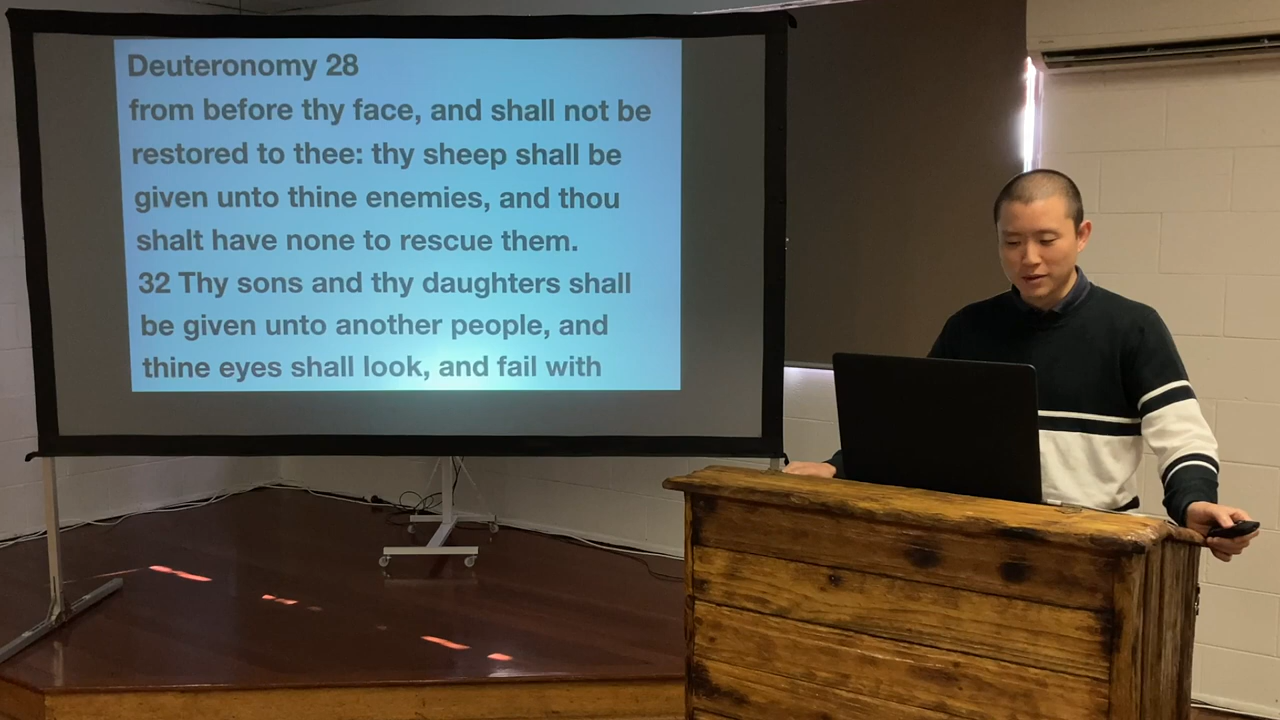 Deuteronomy 28
from before thy face, and shall not be
restored to thee: thy sheep shall be
given unto thine enemies, and thou
shalt have none to rescue them.
32 Thy sons and thy daughters shall
be given unto another people, and
thine eyes shall look, and fail with